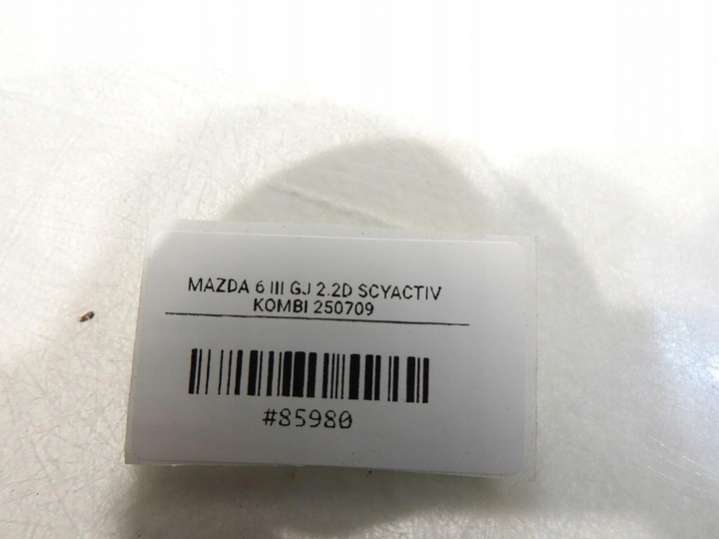 MAZDA 6 III GJ 2.2D SCYACTIV
KOMBI 250709
#85980